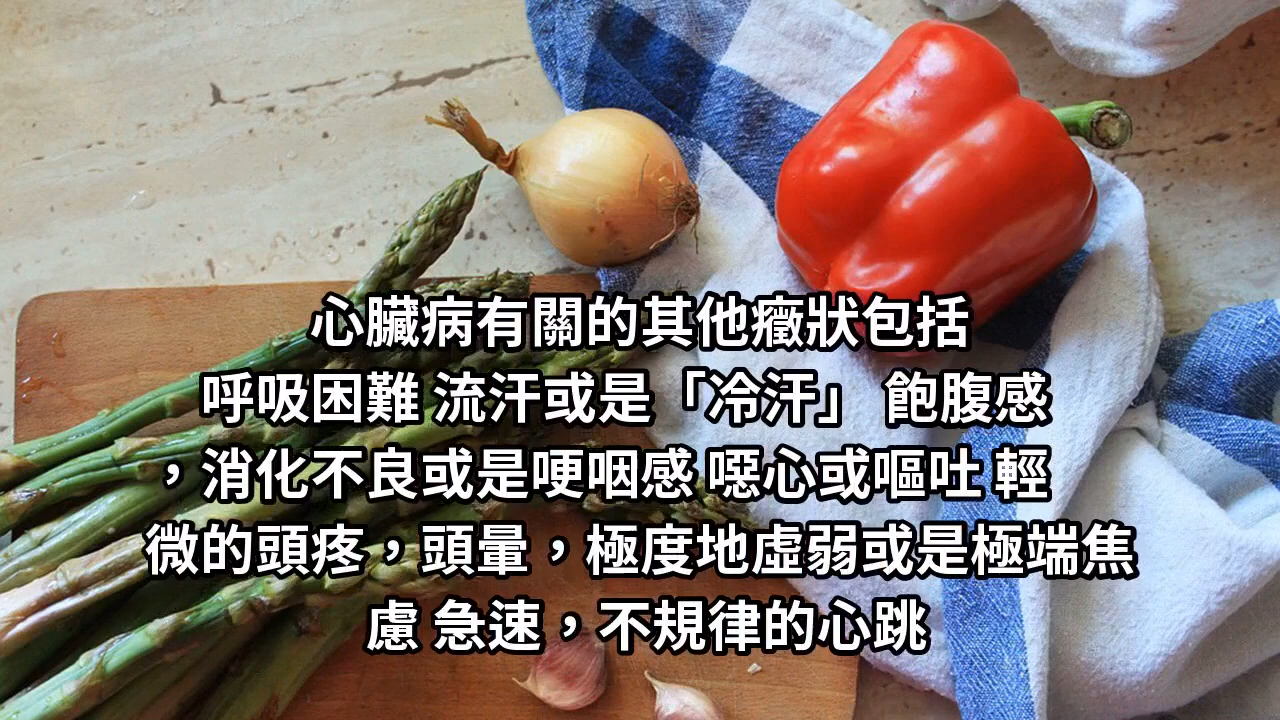 心臟病有關的其他癥狀包括
呼吸困難 流汗或是「冷汗」 飽腹感
，消化不良或是哽咽感 噁心或嘔吐 輕
微的頭疼，頭暈，極度地虛弱或是極端焦
慮 急速，不規律的心跳